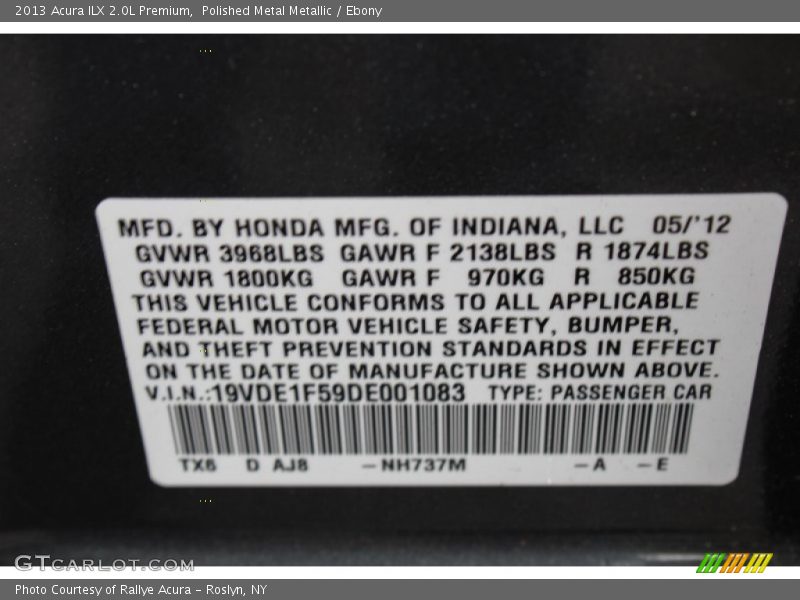 2013 Acura ILX 2.0L Premium,  Polished Metal Metallic / Ebony
MFD. BY HONDA MFG. OF INDIANA, LLC 05/'12
GVWR 3968LBS GAWR F 2138LBS R 1874LBS
GVWR 1800KG GAWR F 970KG R 850KG
THIS VEHICLE CONFORMS TO ALL APPLICABLE
FEDERAL MOTOR VEHICLE SAFETY, BUMPER,
AND THEFT PREVENTION STANDARDS IN EFFECT
ON THE DATE OF MANUFACTURE SHOWN ABOVE.
V.I.N.:19VDE1F59DE001083 TYPE: PASSENGER CAR
TX6 D AJ8 -NH737M -A -E
GTCARLOT.COM
Photo Courtesy of Rallye Acura - Roslyn, NY